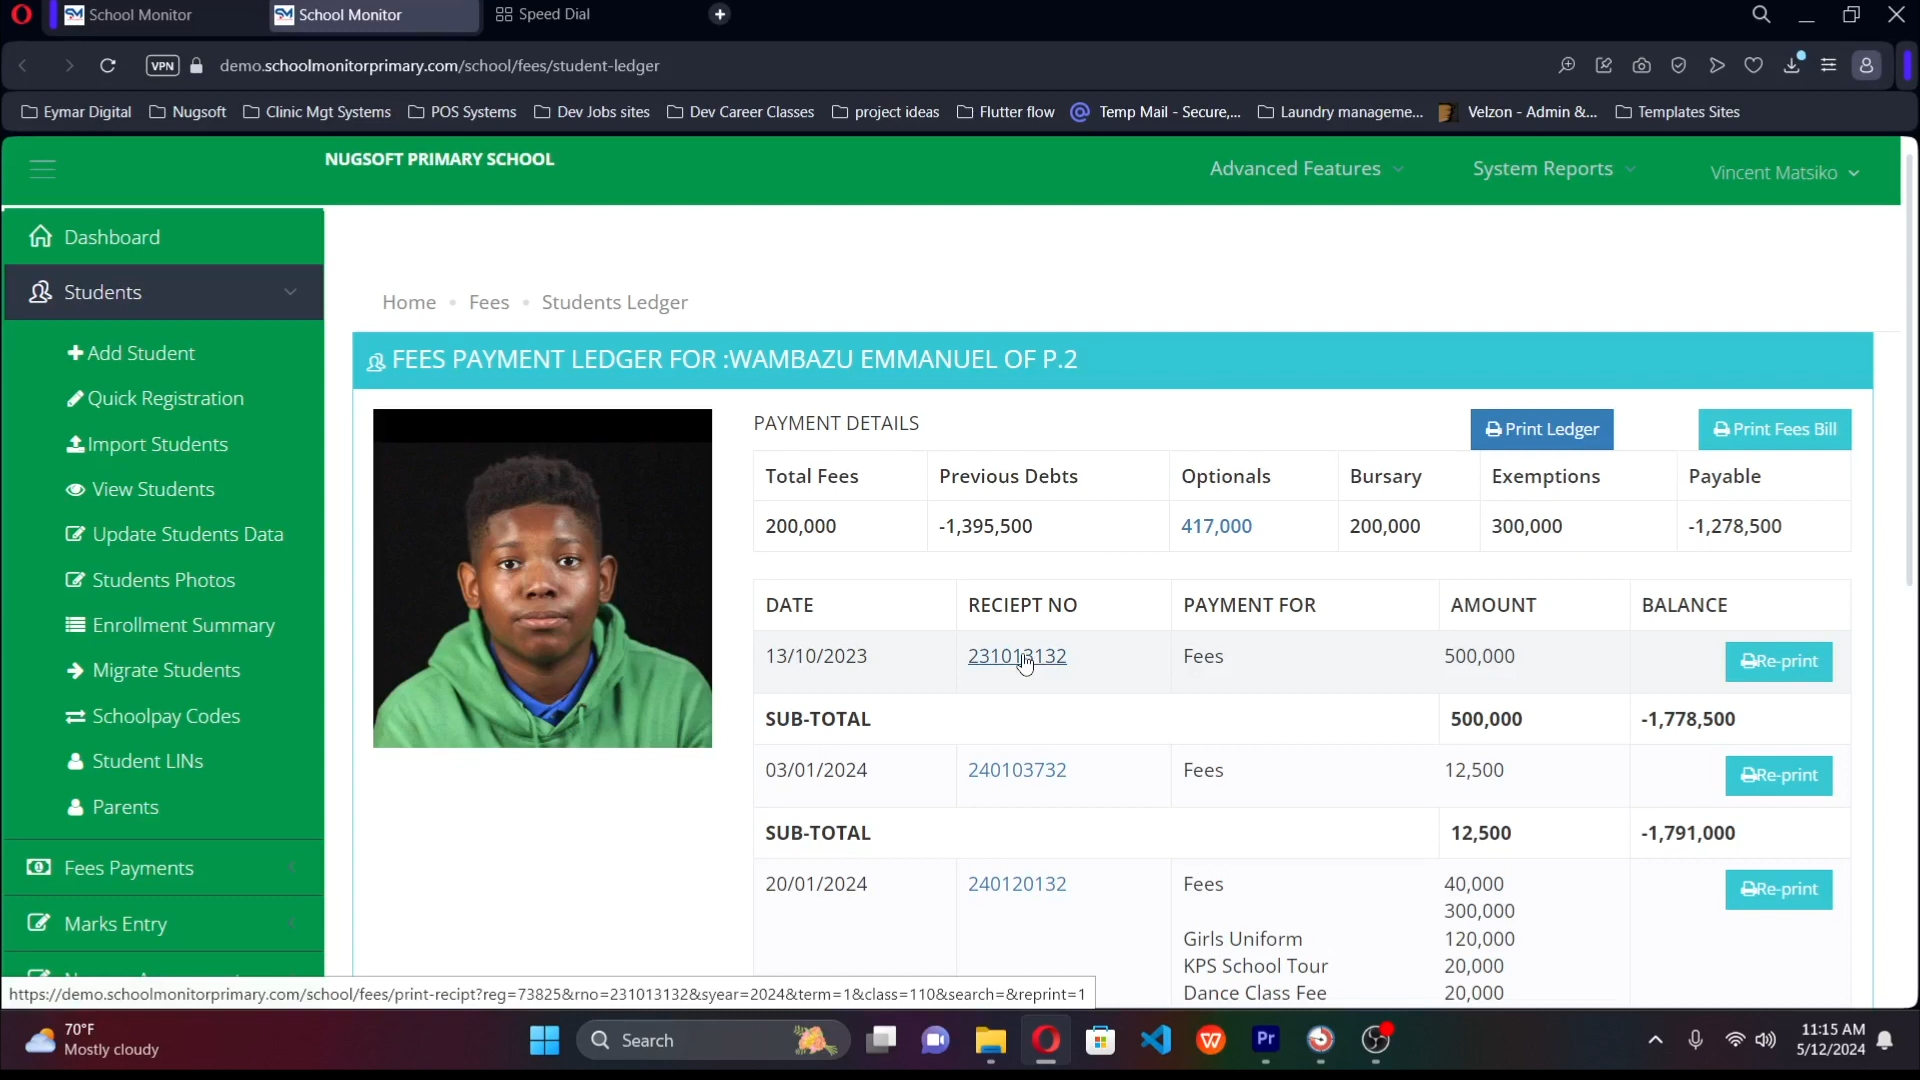 School Monitor
School Monitor
Speed Dial
VPN
demo.schoolmonitorprimary.com/school/fees/student-ledger
Eymar Digital
Nugsoft
Clinic Mgt Systems
POS Systems
Dev Jobs sites
Dev Career Classes
project ideas
Flutter flow
Temp Mail - Secure,...
Laundry manageme...
Velzon - Admin &...
Templates Sites
NUGSOFT PRIMARY SCHOOL
Advanced Features
System Reports
Vincent Matsiko
Dashboard
Students
Add Student
Quick Registration
Import Students
View Students
Update Students Data
Students Photos
Enrollment Summary
Migrate Students
Schoolpay Codes
Student LINs
Parents
Fees Payments
Marks Entry
Home • Fees • Students Ledger
FEES PAYMENT LEDGER FOR :WAMBAZU EMMANUEL OF P.2
PAYMENT DETAILS
Print Ledger
Print Fees Bill
Total Fees Previous Debts Optionals Bursary Exemptions Payable
200,000 -1,395,500 417,000 200,000 300,000 -1,278,500
DATE RECIEPT NO PAYMENT FOR AMOUNT BALANCE
13/10/2023 231013132 Fees 500,000 Re-print
SUB-TOTAL 500,000 -1,778,500
03/01/2024 240103732 Fees 12,500 Re-print
SUB-TOTAL 12,500 -1,791,000
20/01/2024 240120132 Fees 40,000 Re-print
300,000
Girls Uniform 120,000
KPS School Tour 20,000
Dance Class Fee 20,000
https://demo.schoolmonitorprimary.com/school/fees/print-recipt?reg=73825&rno=231013132&syear=2024&term=1&class=110&search=&reprint=1
70°F
Mostly cloudy
Search
Pr
11:15 AM
5/12/2024